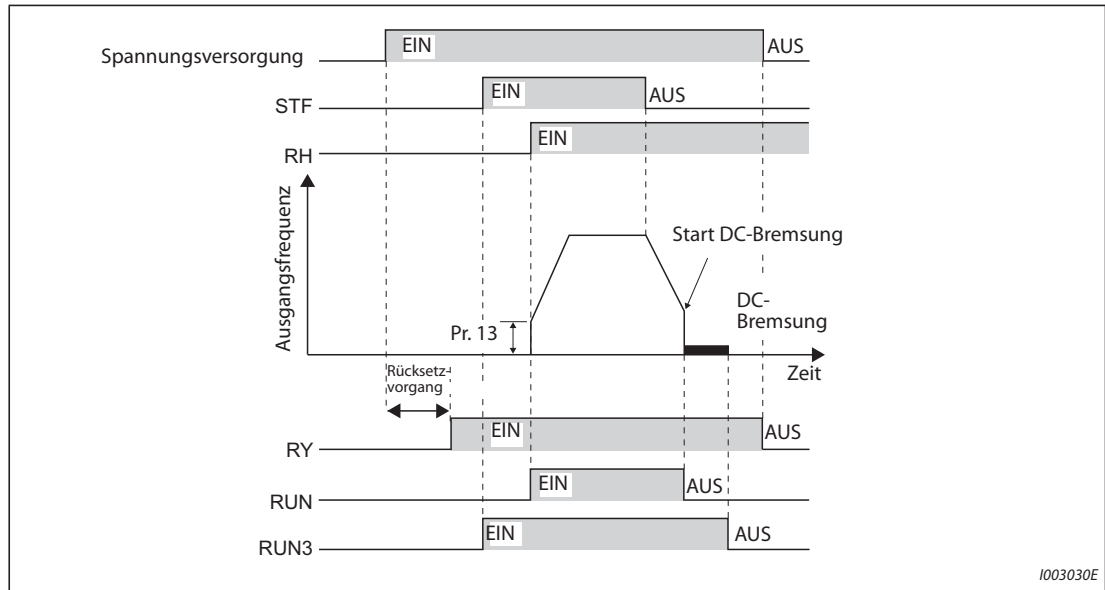 Spannungsversorgung
EIN
AUS
STF
EIN
AUS
RH
EIN
Ausgangsfrequenz
Pr. 13
Start DC-Bremsung
DC-
Bremsung
Zeit
Rücksetz-
vorgang
RY
EIN
AUS
RUN
EIN
AUS
RUN3
EIN
AUS
I003030E